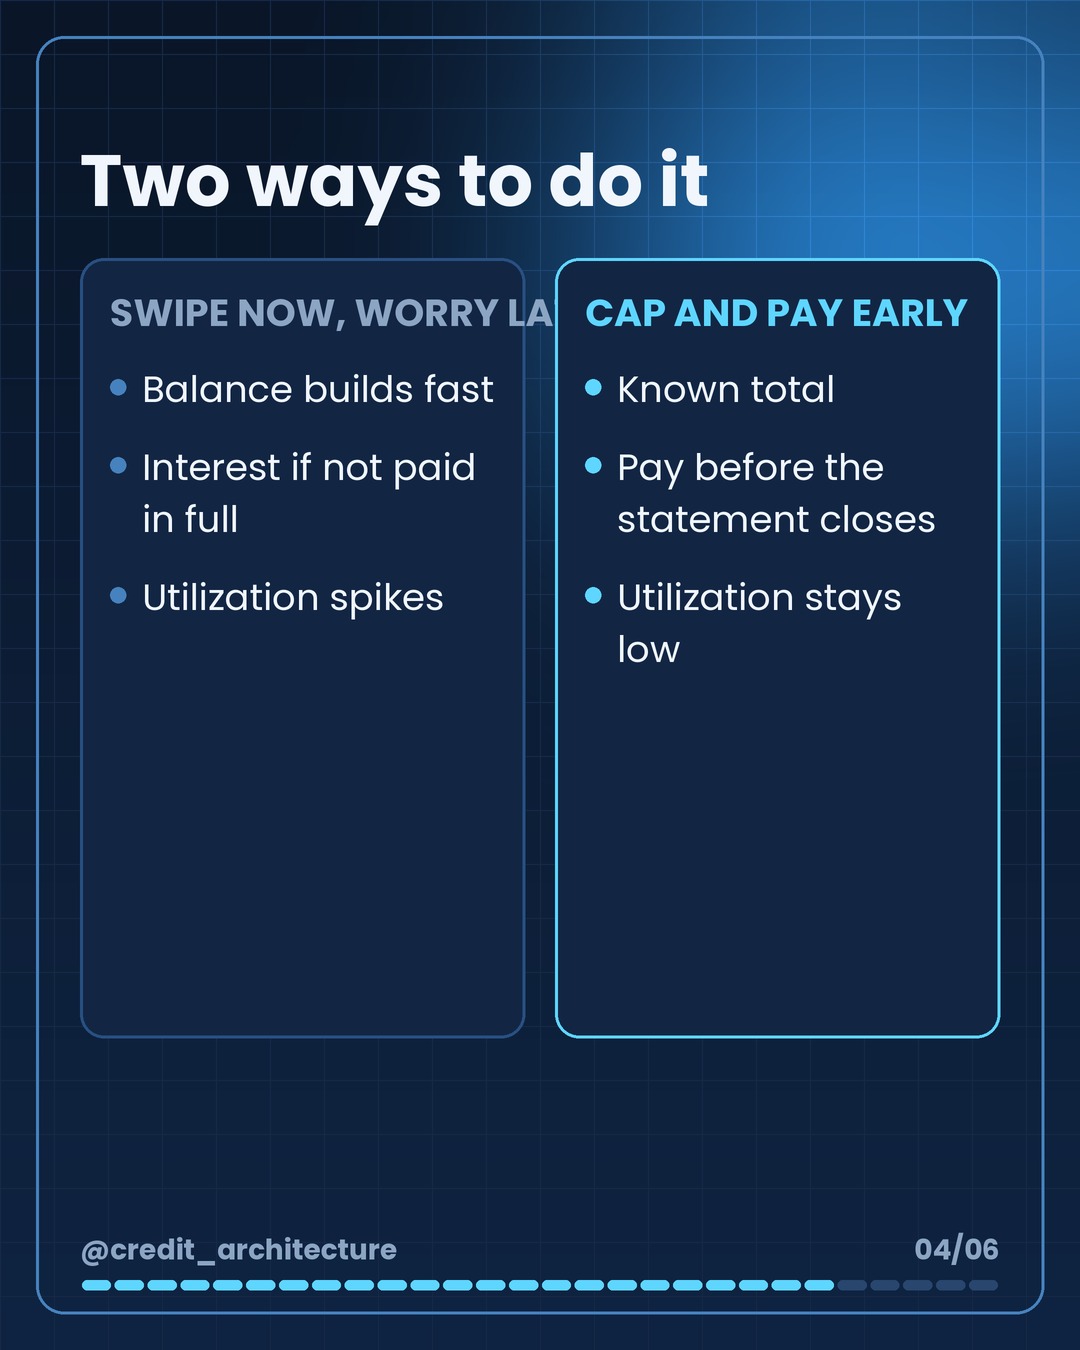 Two ways to do it
SWIPE NOW, WORRY
Balance builds fast
Interest if not paid
in full
Utilization spikes
CAP AND PAY EARLY
Known total
Pay before the
statement closes
Utilization stays
low
@credit_architecture
04/06